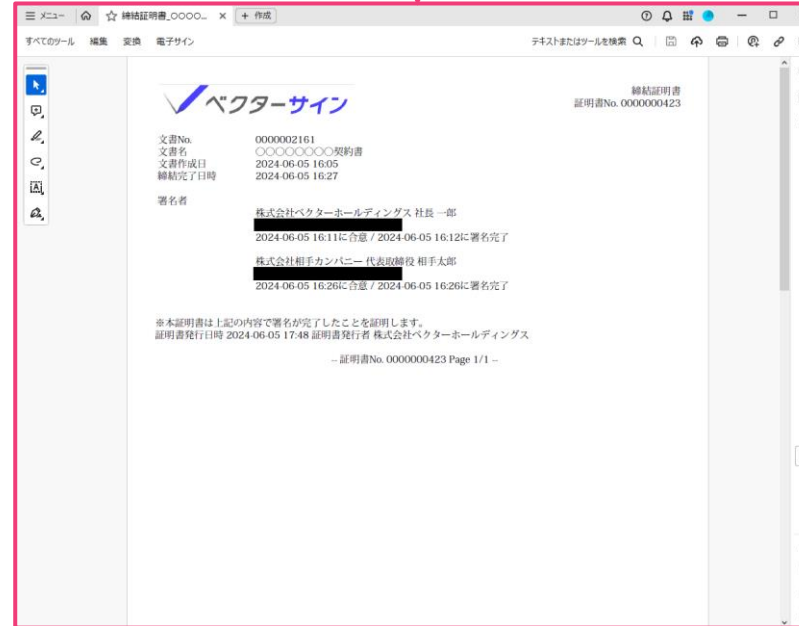 メニュー
締結証明書_○○○○...
+ 作成
すべてのツール 編集 変換 電子サイン
テキストまたはツールを検索
ベクターサイン
締結証明書
証明書No. 0000000423
文書No. 0000002161
文書名 ○○○○○○○○契約書
文書作成日 2024-06-05 16:05
締結完了日時 2024-06-05 16:27
署名者
株式会社ベクターホールディングス 社長 一郎
2024-06-05 16:11に合意 / 2024-06-05 16:12に署名完了
株式会社相手カンパニー 代表取締役 相手太郎
2024-06-05 16:26に合意 / 2024-06-05 16:26に署名完了
※本証明書は上記の内容で署名が完了したことを証明します。
証明書発行日時 2024-06-05 17:48 証明書発行者 株式会社ベクターホールディングス
-- 証明書No. 0000000423 Page 1/1 --